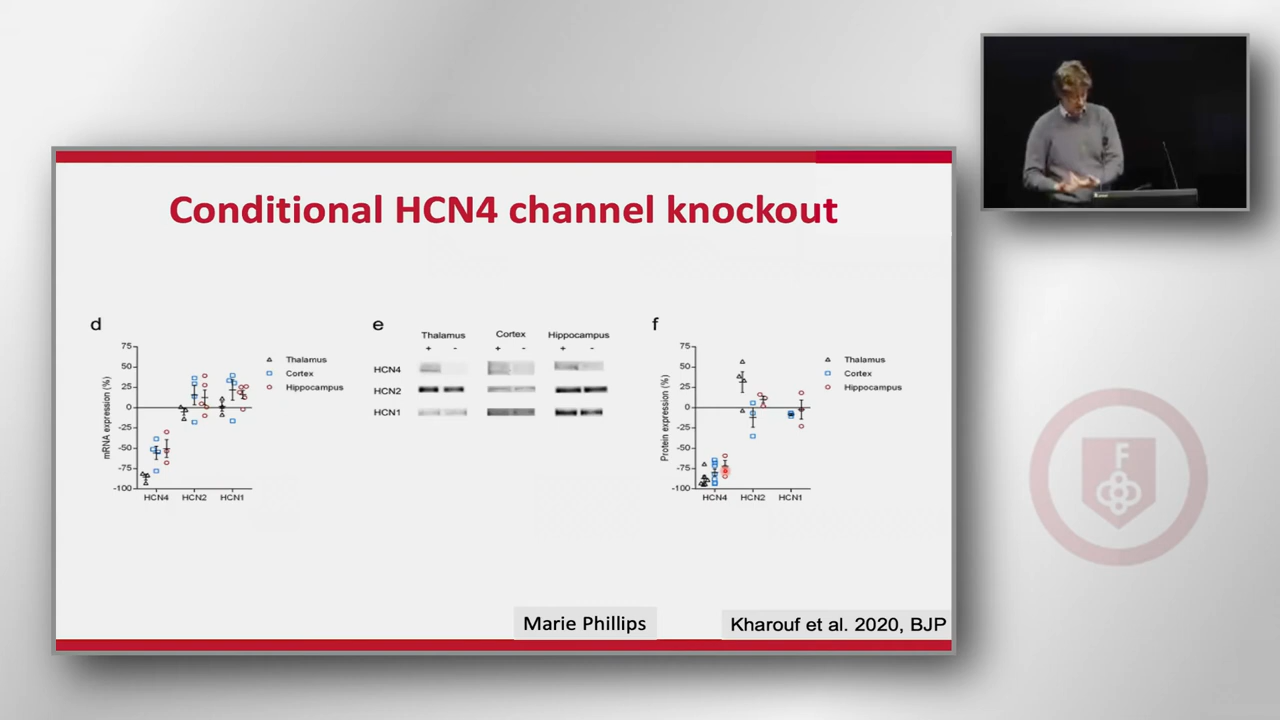 Conditional HCN4 channel knockout
d
75
50
25
0
-25
-50
-75
-100
mRNA expression (%)
HCN4 HCN2 HCN1
Thalamus
Cortex
Hippocampus
e
Thalamus Cortex Hippocampus
+ - + - + -
HCN4
HCN2
HCN1
f
75
50
25
0
-25
-50
-75
-100
Protein expression (%)
HCN4 HCN2 HCN1
Thalamus
Cortex
Hippocampus
Marie Phillips
Kharouf et al. 2020, BJP
F